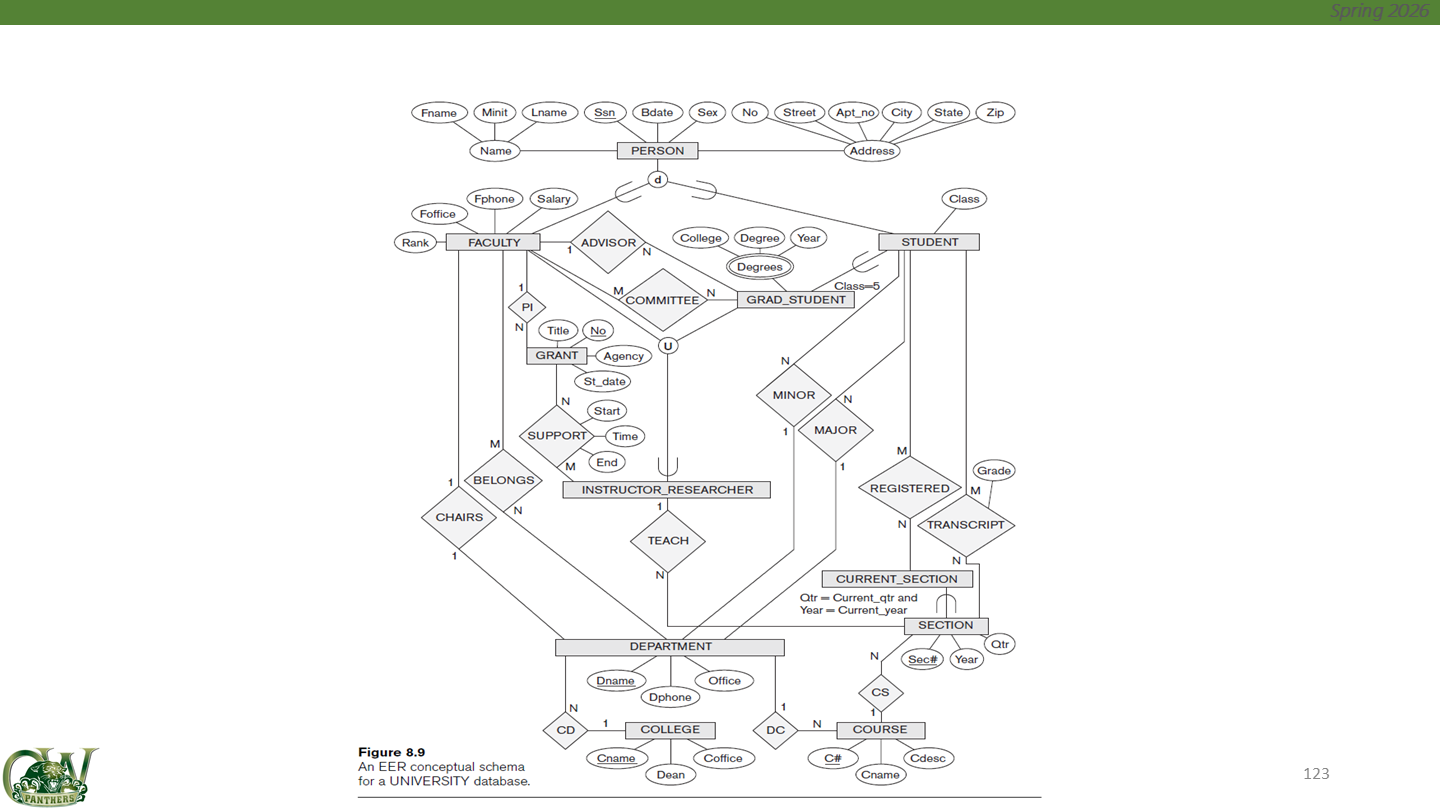 Spring 2026
Fname Minit Lname Ssn Bdate Sex No Street Apt_no City State Zip
Name PERSON Address
d
Fphone Salary Class
Foffice
Rank FACULTY 1 ADVISOR N College Degree Year STUDENT
Degrees
Class=5
M COMMITTEE N GRAD_STUDENT
1
PI
N
Title No
U
GRANT Agency
St_date
N
MINOR
1
N
MAJOR
1
N
Start
SUPPORT Time
M End
M
BELONGS
N
1
CHAIRS
1
INSTRUCTOR_RESEARCHER
1
TEACH
N
M
REGISTERED
N
Grade
M
TRANSCRIPT
N
CURRENT_SECTION
Qtr = Current_qtr and
Year = Current_year
SECTION
Qtr
Sec# Year
DEPARTMENT
Dname Office
Dphone
N
CS
1
N
CD 1 COLLEGE
1
DC N COURSE
Cname Coffice
Dean
C# Cdesc
Cname
Figure 8.9
An EER conceptual schema
for a UNIVERSITY database.
OW
PANTHERS
123